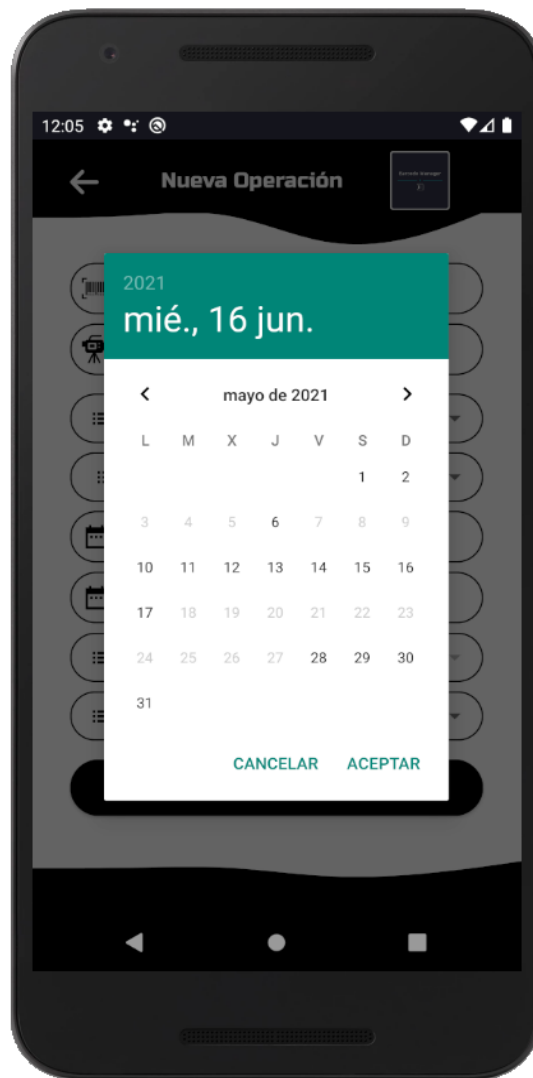 12:05
Nueva Operación
2021
mié., 16 jun.
mayo de 2021
L M X J V S D
1 2
3 4 5 6 7 8 9
10 11 12 13 14 15 16
17 18 19 20 21 22 23
24 25 26 27 28 29 30
31
CANCELAR ACEPTAR